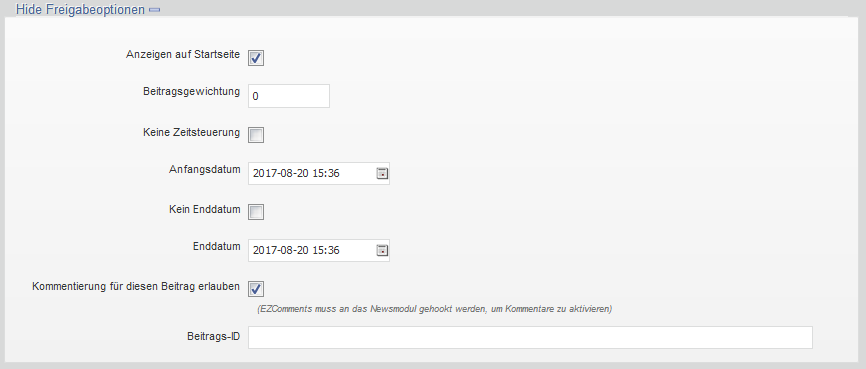 Hide Freigabeoptionen
Anzeigen auf Startseite
Beitragsgewichtung 0
Keine Zeitsteuerung
Anfangsdatum 2017-08-20 15:36
Kein Enddatum
Enddatum 2017-08-20 15:36
Kommentierung für diesen Beitrag erlauben
(EZComments muss an das Newsmodul gehookt werden, um Kommentare zu aktivieren)
Beitrags-ID